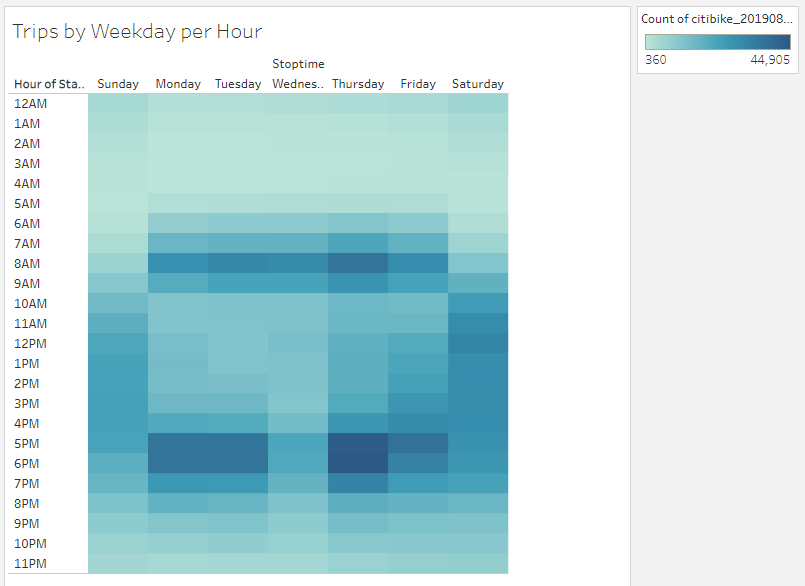 Trips by Weekday per Hour
Count of citibike_201908...
360 44,905
Stoptime
Hour of Sta.. Sunday Monday Tuesday Wednes.. Thursday Friday Saturday
12AM
1AM
2AM
3AM
4AM
5AM
6AM
7AM
8AM
9AM
10AM
11AM
12PM
1PM
2PM
3PM
4PM
5PM
6PM
7PM
8PM
9PM
10PM
11PM